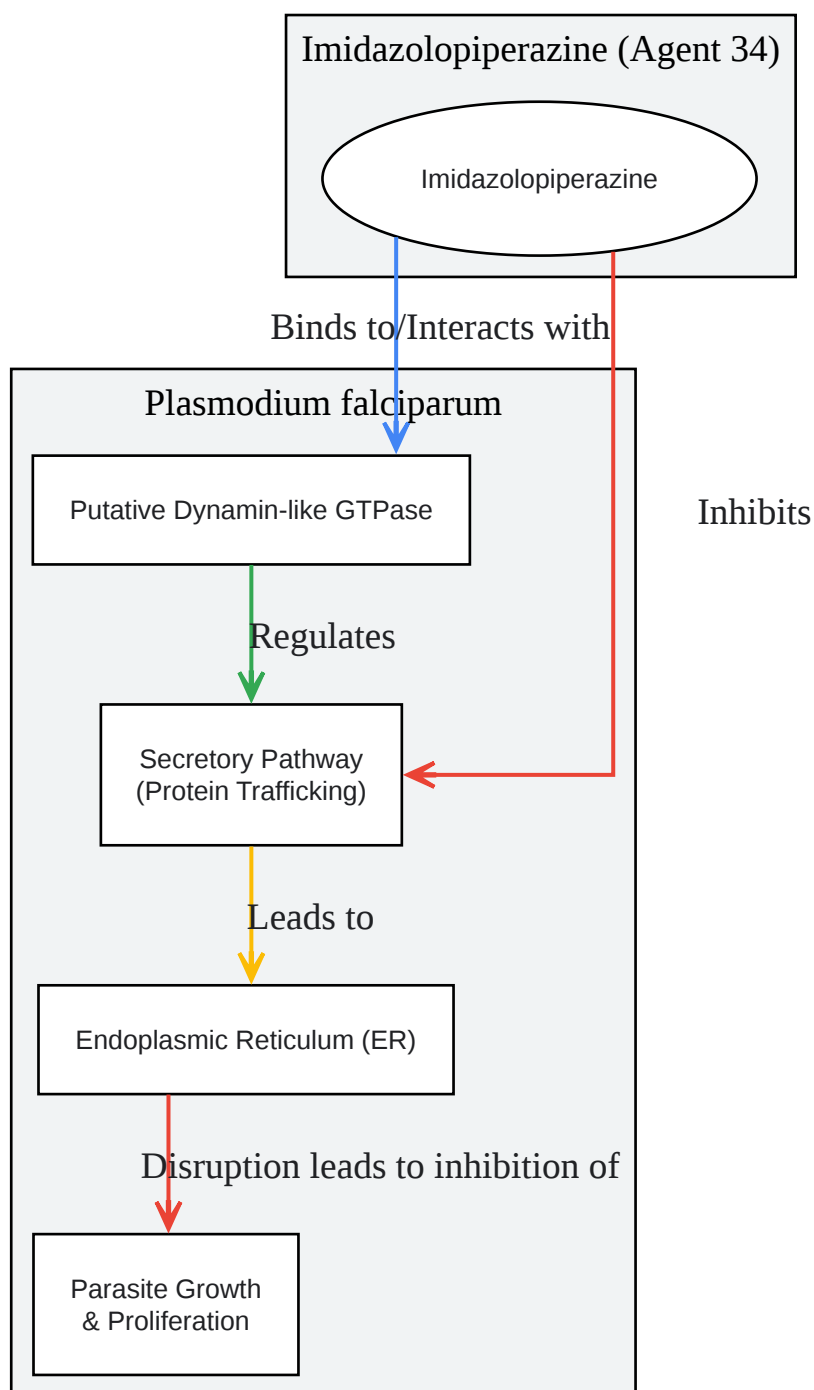 Imidazolopiperazine (Agent 34)
Imidazolopiperazine
Binds to/Interacts with
Plasmodium falciparum
Putative Dynamin-like GTPase
Inhibits
Regulates
Secretory Pathway
(Protein Trafficking)
Leads to
Endoplasmic Reticulum (ER)
Disruption leads to inhibition of
Parasite Growth
& Proliferation